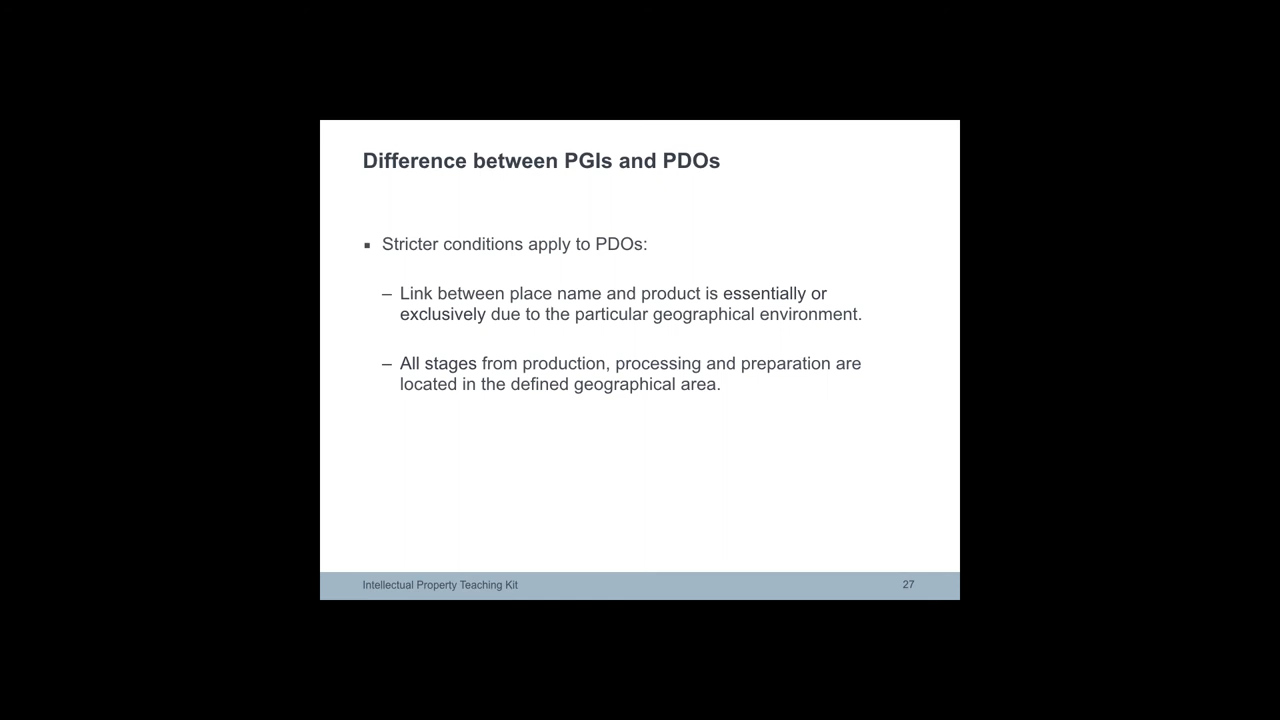 Difference between PGIs and PDOs
▪ Stricter conditions apply to PDOs:
– Link between place name and product is essentially or
exclusively due to the particular geographical environment.
– All stages from production, processing and preparation are
located in the defined geographical area.
Intellectual Property Teaching Kit 27